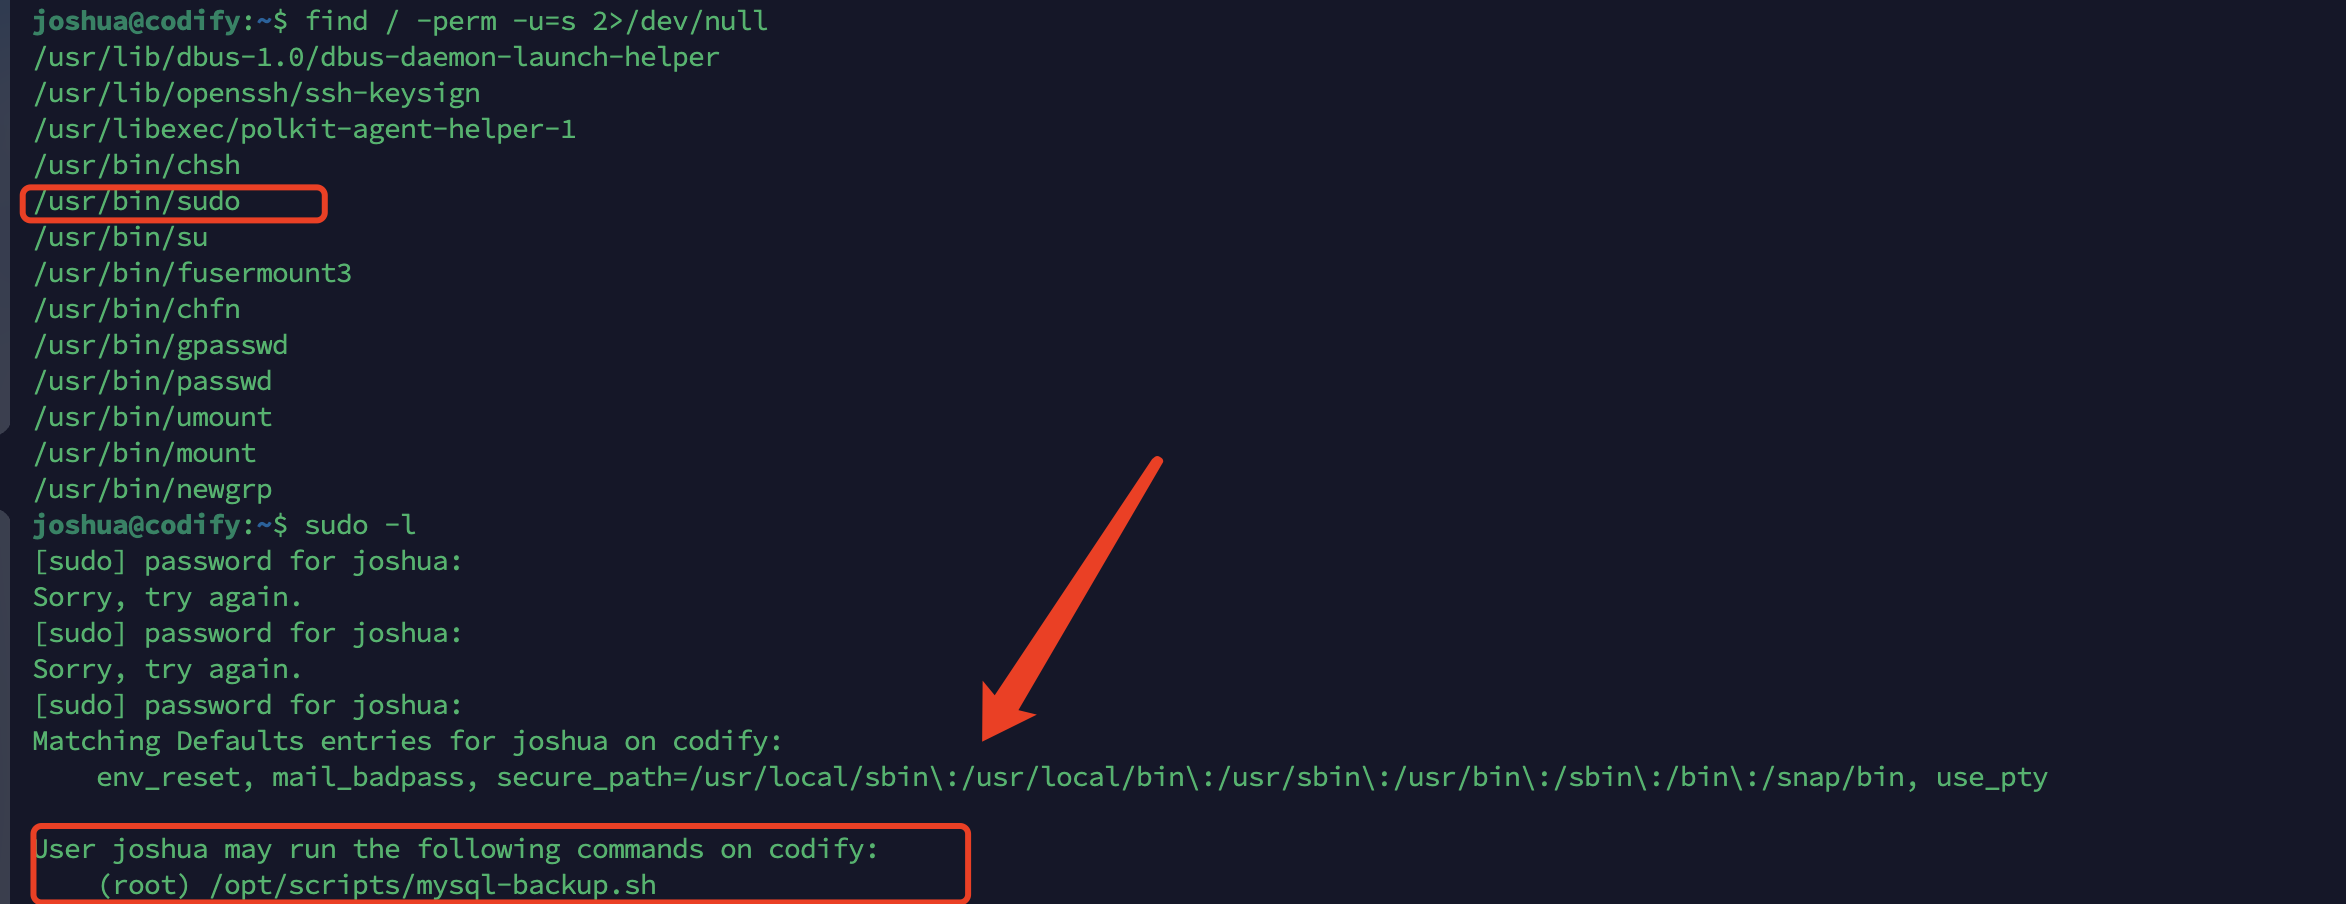 joshua@codify:~$ find / -perm -u=s 2>/dev/null
/usr/lib/dbus-1.0/dbus-daemon-launch-helper
/usr/lib/openssh/ssh-keysign
/usr/libexec/polkit-agent-helper-1
/usr/bin/chsh
/usr/bin/sudo
/usr/bin/su
/usr/bin/fusermount3
/usr/bin/chfn
/usr/bin/gpasswd
/usr/bin/passwd
/usr/bin/umount
/usr/bin/mount
/usr/bin/newgrp
joshua@codify:~$ sudo -l
[sudo] password for joshua:
Sorry, try again.
[sudo] password for joshua:
Sorry, try again.
[sudo] password for joshua:
Matching Defaults entries for joshua on codify:
    env_reset, mail_badpass, secure_path=/usr/local/sbin\:/usr/local/bin\:/usr/sbin\:/usr/bin\:/sbin\:/bin\:/snap/bin, use_pty
User joshua may run the following commands on codify:
    (root) /opt/scripts/mysql-backup.sh